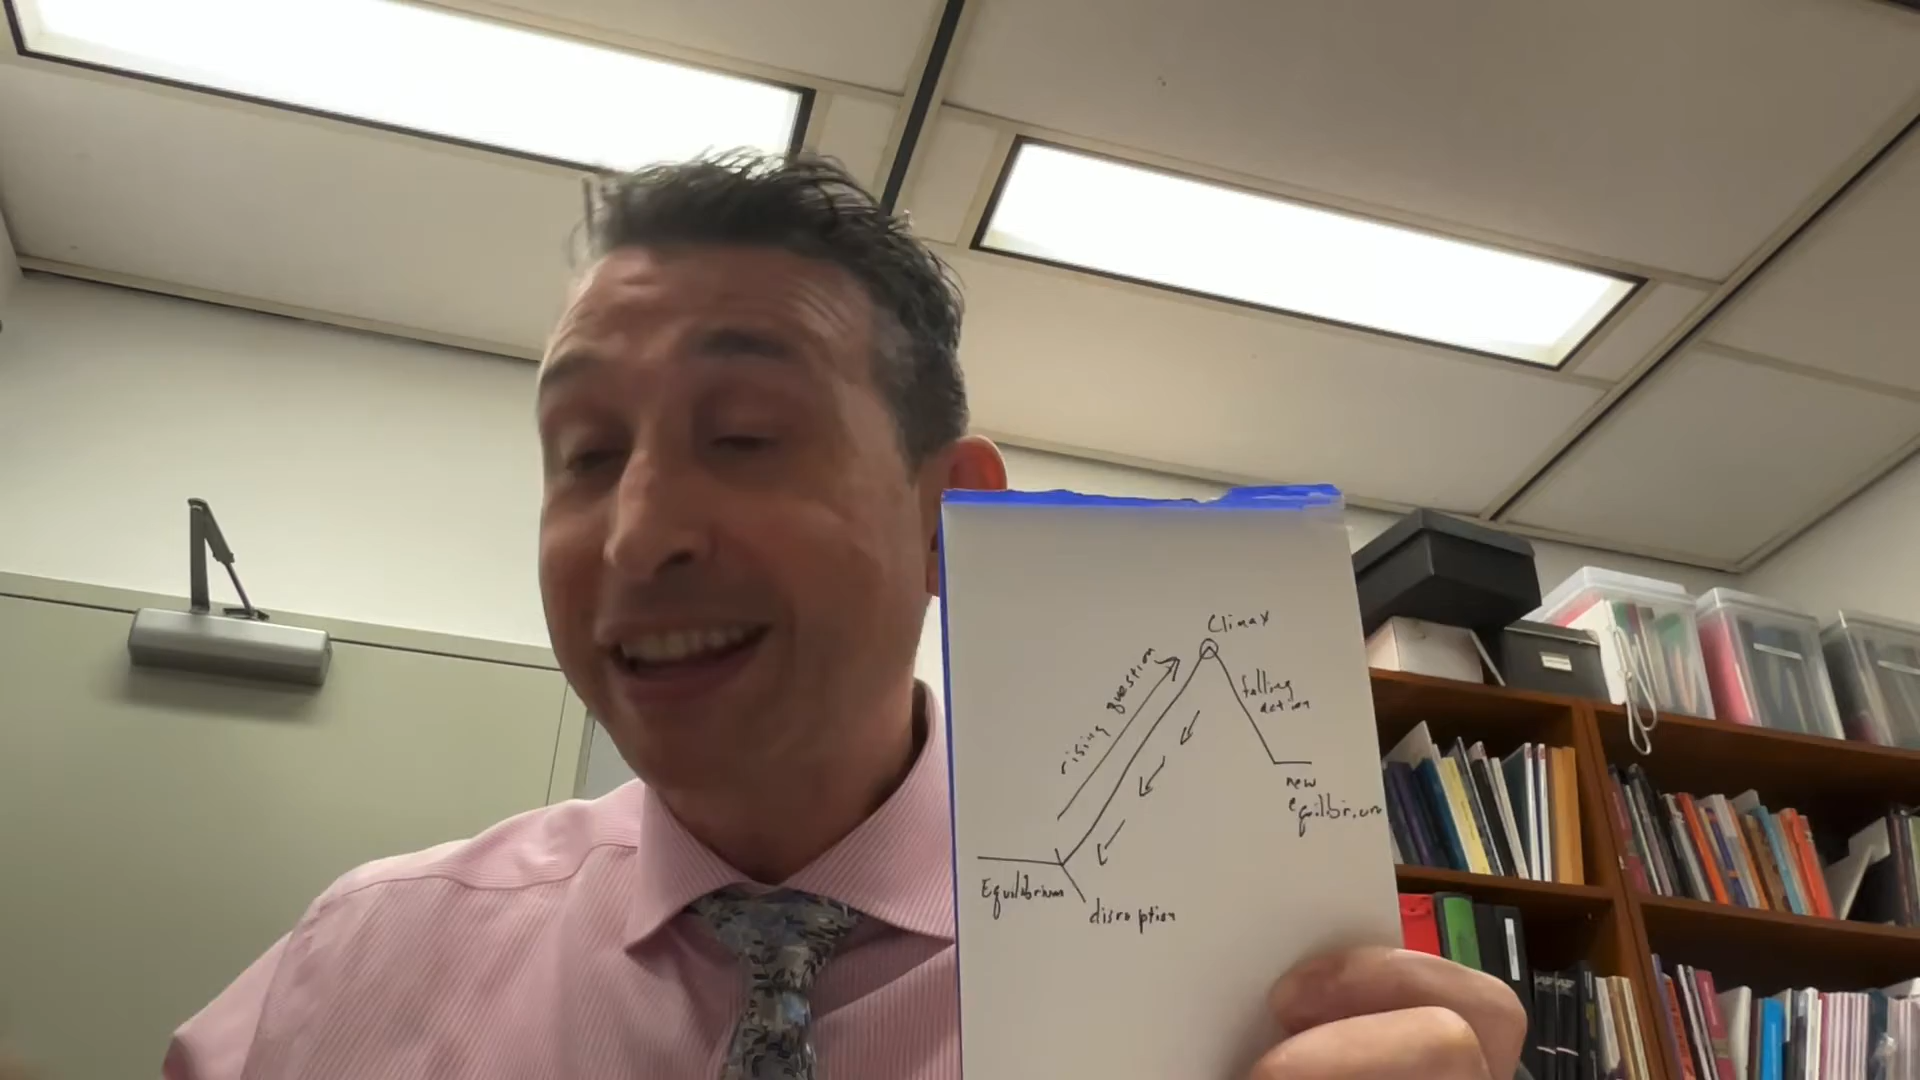 Climax
rising question
falling
action
new
equilibrium
Equilibrium
disruption